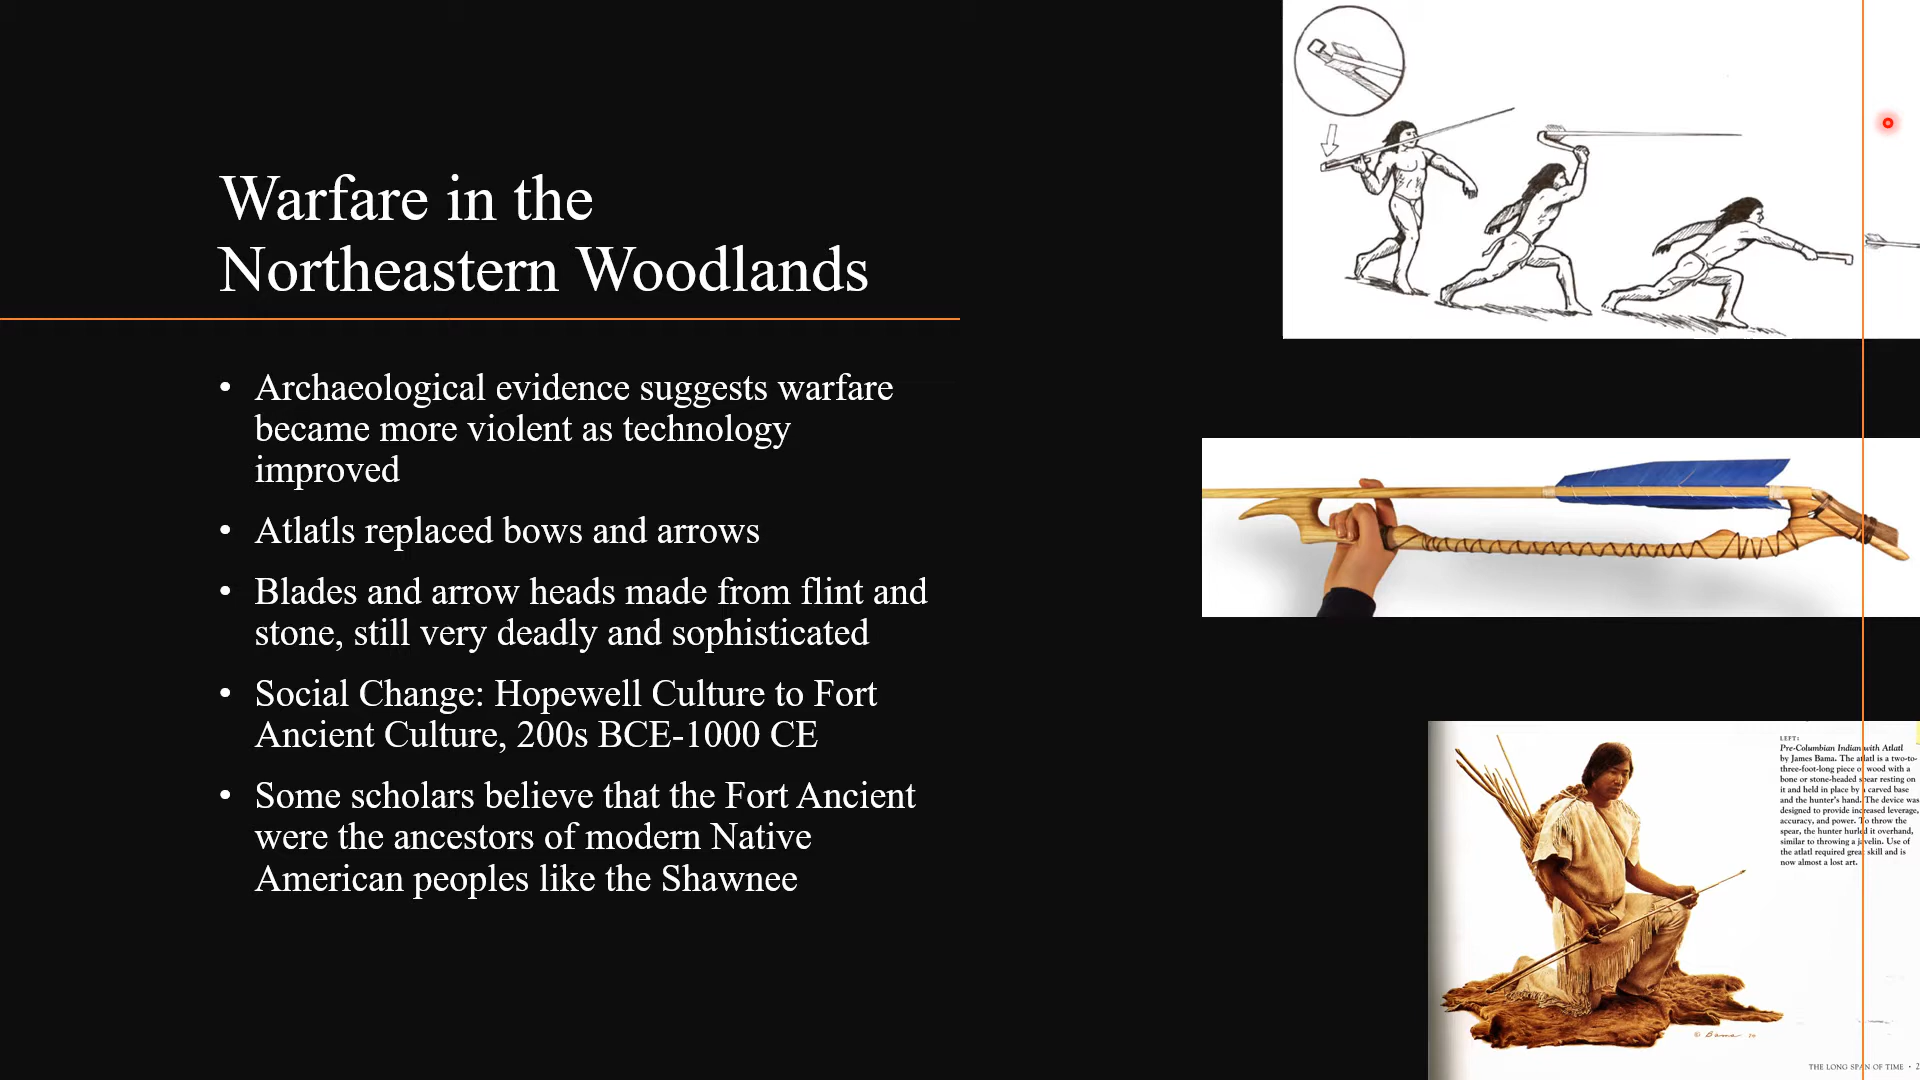 Warfare in the
Northeastern Woodlands
• Archaeological evidence suggests warfare
became more violent as technology
improved
• Atlatls replaced bows and arrows
• Blades and arrow heads made from flint and
stone, still very deadly and sophisticated
• Social Change: Hopewell Culture to Fort
Ancient Culture, 200s BCE-1000 CE
• Some scholars believe that the Fort Ancient
were the ancestors of modern Native
American peoples like the Shawnee
LEFT:
Pre-Columbian Indian with Atlatl
by James Bama. The atlatl is a two-to-
three-foot-long piece of wood with a
bone or stone-headed spear resting on
it and held in place by a carved base
and the hunter's hand. The device was
designed to provide increased leverage,
accuracy, and power. To throw the
spear, the hunter hurled it overhand,
similar to throwing a javelin. Use of
the atlatl required great skill and is
now almost a lost art.
© Bama
THE LONG SPAN OF TIME • 2